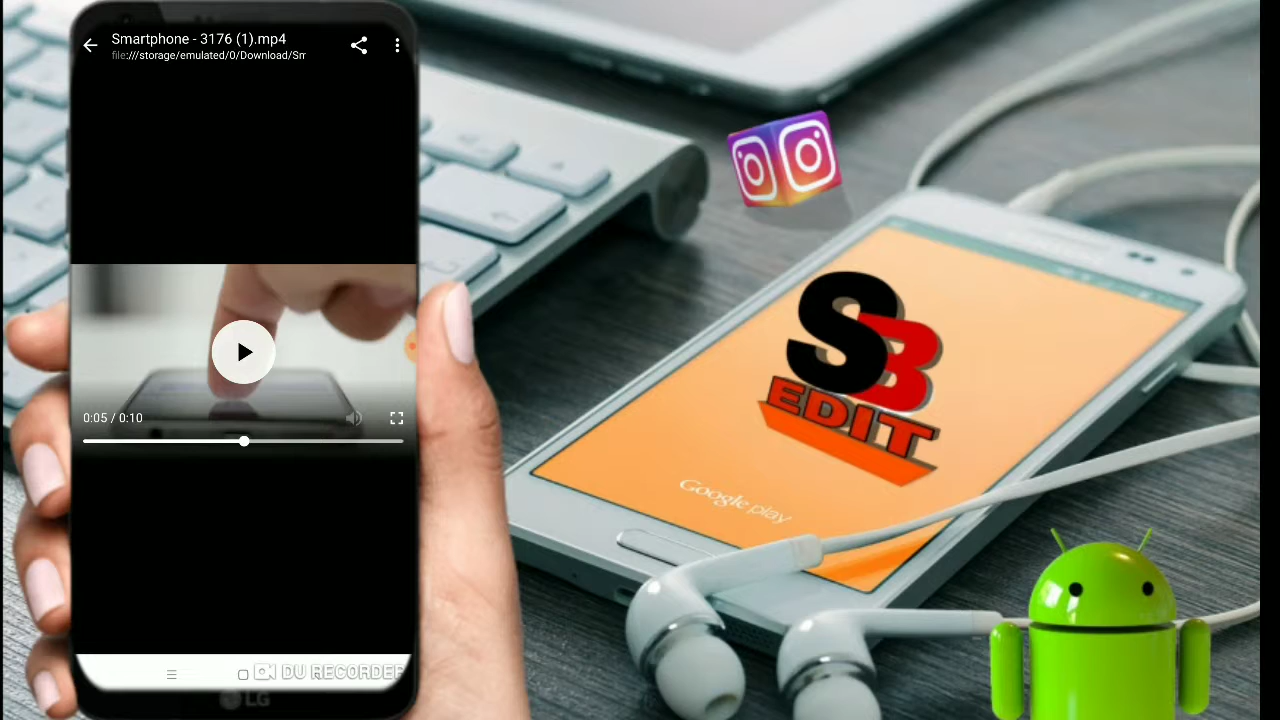 Smartphone - 3176 (1).mp4
file:///storage/emulated/0/Download/Sm
0:05 / 0:10
DU RECORDER
LG
SB
EDIT
Google play